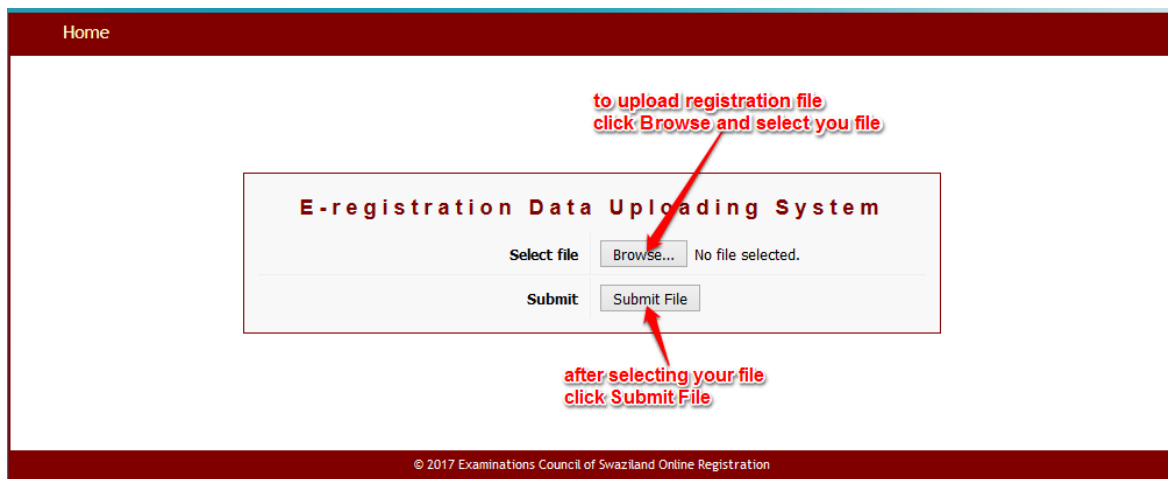 Home
to upload registration file
click Browse and select you file
E-registration Data Uploading System
Select file Browse... No file selected.
Submit Submit File
after selecting your file
click Submit File
© 2017 Examinations Council of Swaziland Online Registration